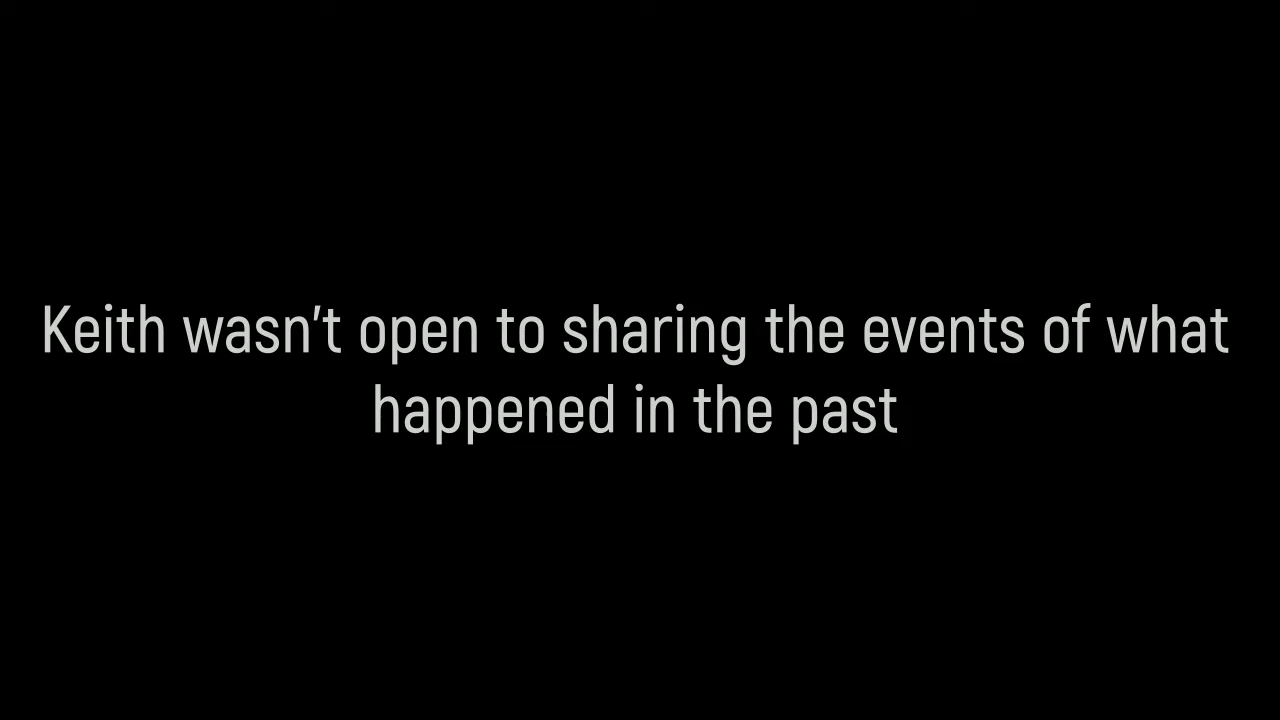 Keith wasn't open to sharing the events of what
happened in the past